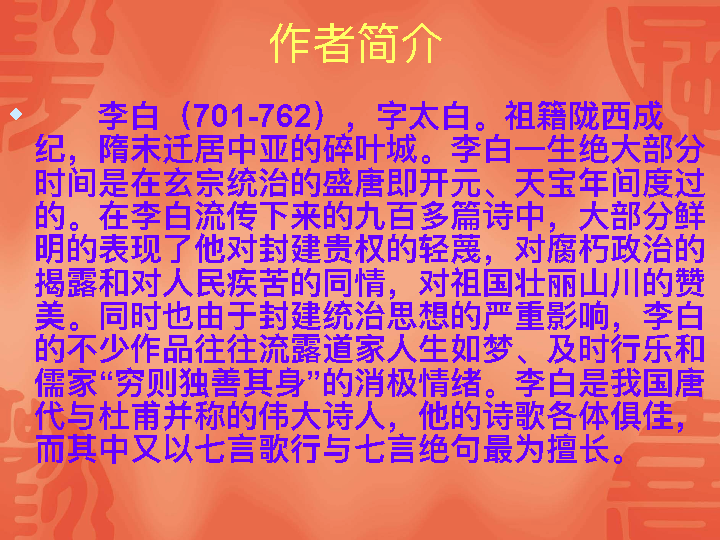 作者简介
李白（701-762），字太白。祖籍陇西成
纪，隋末迁居中亚的碎叶城。李白一生绝大部分
时间是在玄宗统治的盛唐即开元、天宝年间度过
的。在李白流传下来的九百多篇诗中，大部分鲜
明的表现了他对封建贵权的轻蔑，对腐朽政治的
揭露和对人民疾苦的同情，对祖国壮丽山川的赞
美。同时也由于封建统治思想的严重影响，李白
的不少作品往往流露道家人生如梦、及时行乐和
儒家“穷则独善其身”的消极情绪。李白是我国唐
代与杜甫并称的伟大诗人，他的诗歌各体俱佳，
而其中又以七言歌行与七言绝句最为擅长。